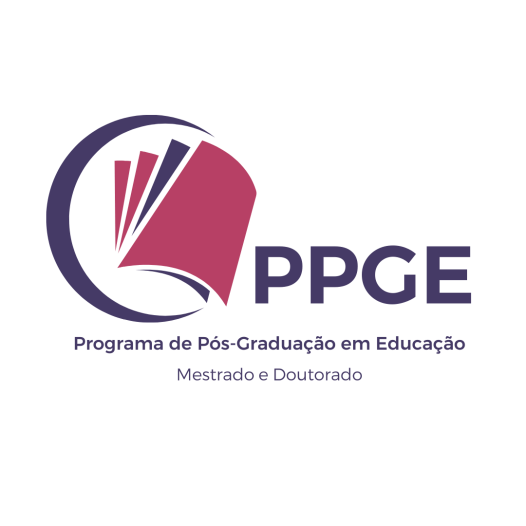 PPGE
Programa de Pós-Graduação em Educação
Mestrado e Doutorado